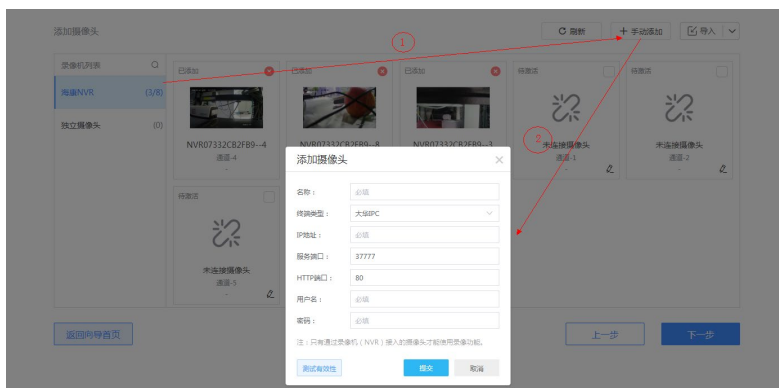 添加摄像头
刷新
手动添加
导入
1
录像机列表
海康NVR (3/8)
独立摄像头 (0)
已添加
NVR07332CB2FB9--4
通道-4
-
已添加
NVR07332CB2FB9--8
已添加
NVR07332CB2FB9--3
待激活
2
未连接摄像头
通道-1
-
待激活
未连接摄像头
通道-2
-
待激活
未连接摄像头
通道-5
-
添加摄像头
名称： 必填
终端类型： 大华IPC
IP地址： 必填
服务端口： 37777
HTTP端口： 80
用户名： 必填
密码： 必填
注：只有通过录像机（NVR）接入的摄像头才能使用录像功能。
测试有效性
提交
取消
返回向导首页
上一步
下一步